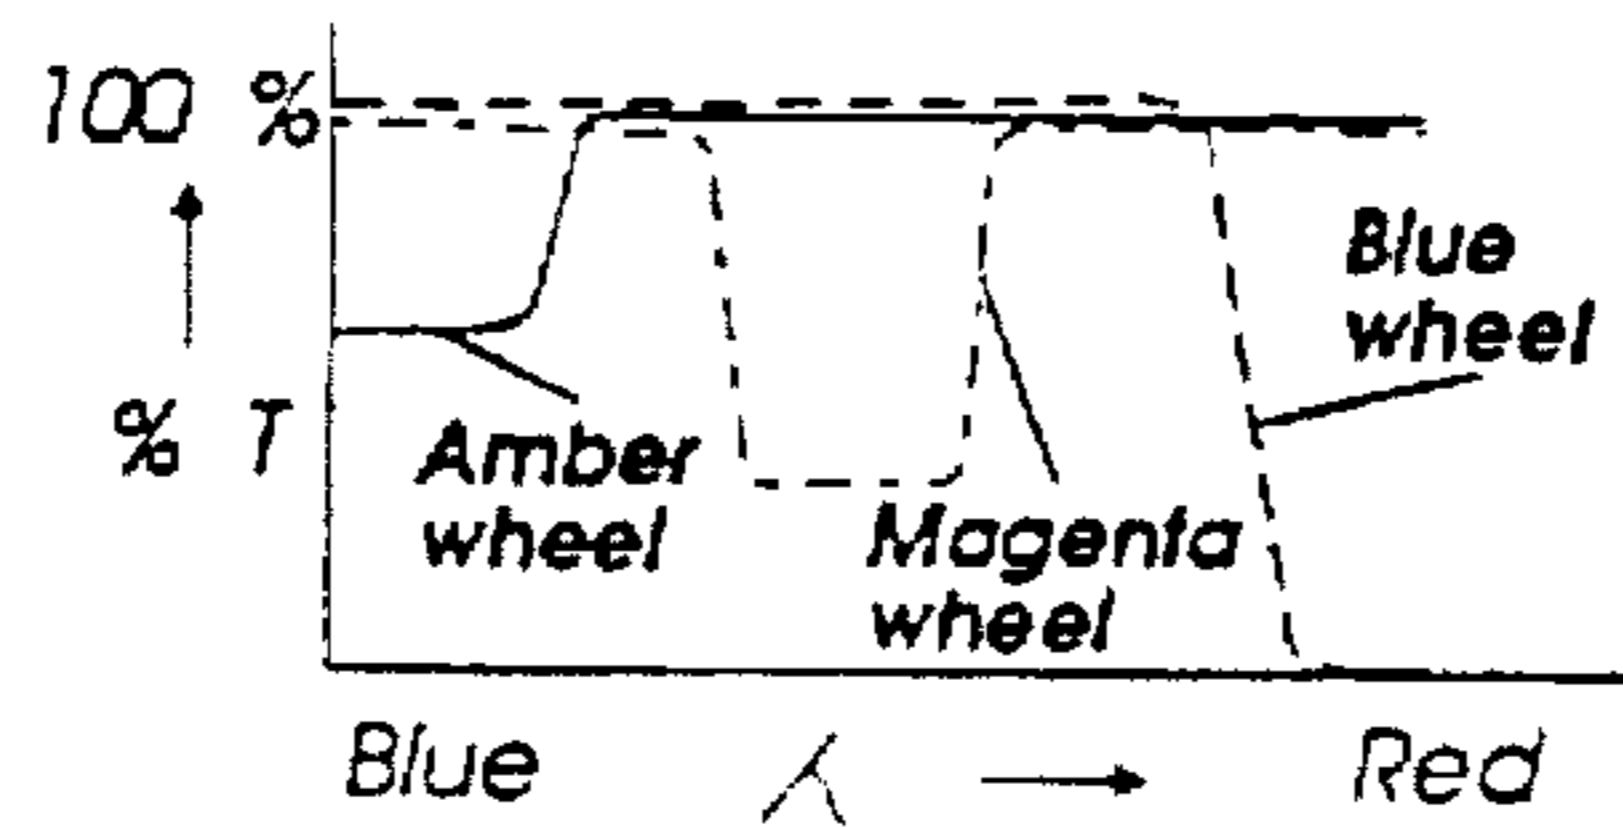 100 %
% T
Amber
wheel
Magenta
wheel
Blue
wheel
Blue λ Red